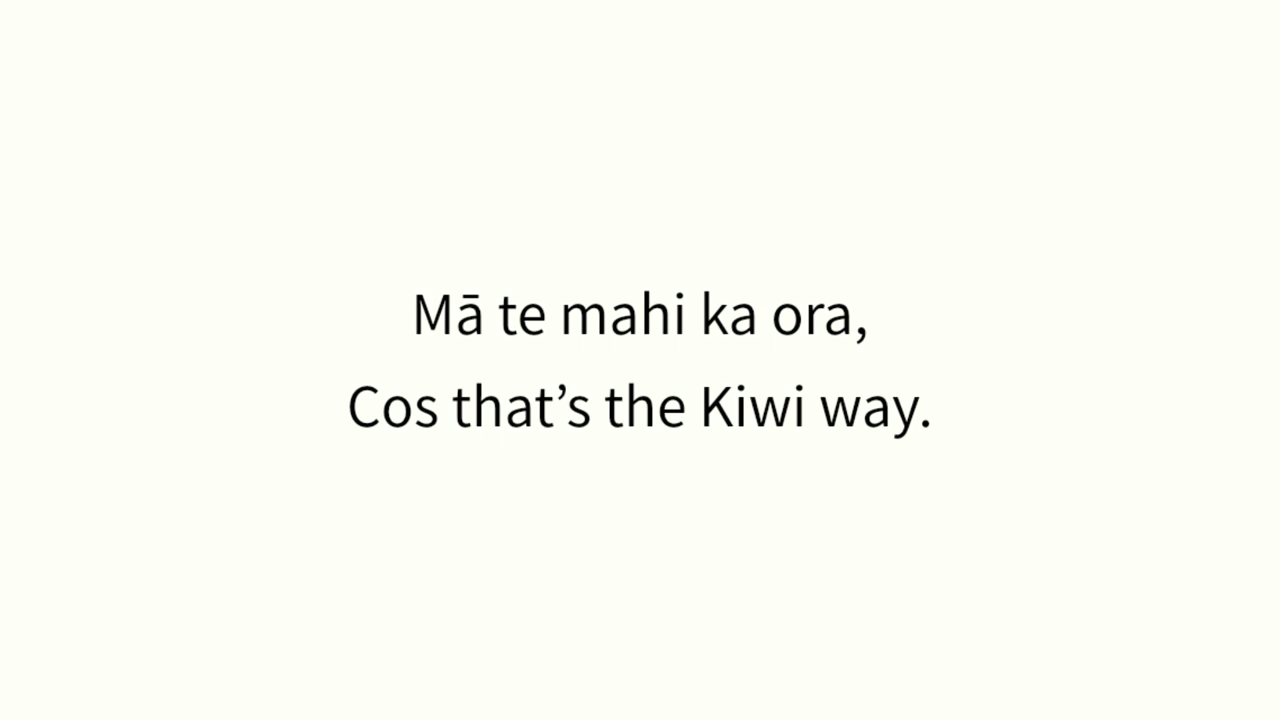 Mā te mahi ka ora,
Cos that’s the Kiwi way.